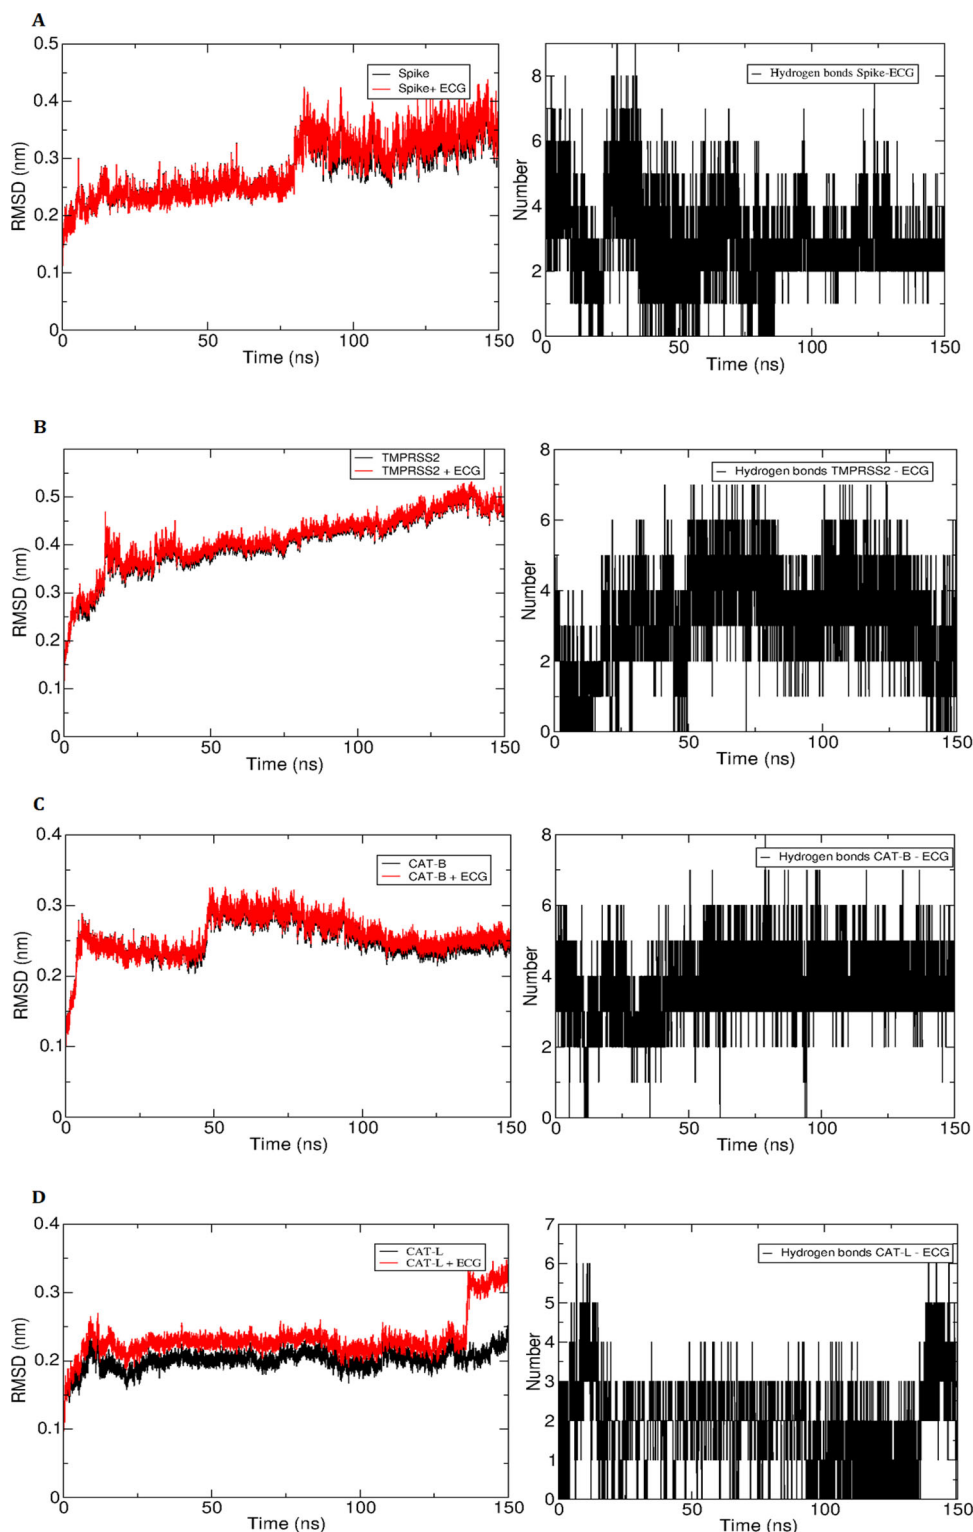 A
0.5
0.4
0.3
0.2
0.1
0
RMSD (nm)
0
50
100
150
Time (ns)
Spike
Spike+ ECG
8
6
4
2
0
Number
0
50
100
150
Time (ns)
Hydrogen bonds Spike-ECG
B
0.5
0.4
0.3
0.2
0.1
0
RMSD (nm)
0
50
100
150
Time (ns)
TMPRSS2
TMPRSS2 + ECG
8
6
4
2
0
Number
0
50
100
150
Time (ns)
Hydrogen bonds TMPRSS2 - ECG
C
0.4
0.3
0.2
0.1
0
RMSD (nm)
0
50
100
150
Time (ns)
CAT-B
CAT-B + ECG
8
6
4
2
0
Number
0
50
100
150
Time (ns)
Hydrogen bonds CAT-B - ECG
D
0.4
0.3
0.2
0.1
0
RMSD (nm)
0
50
100
150
Time (ns)
CAT-L
CAT-L + ECG
7
6
5
4
3
2
1
0
Number
0
50
100
150
Time (ns)
Hydrogen bonds CAT-L - ECG